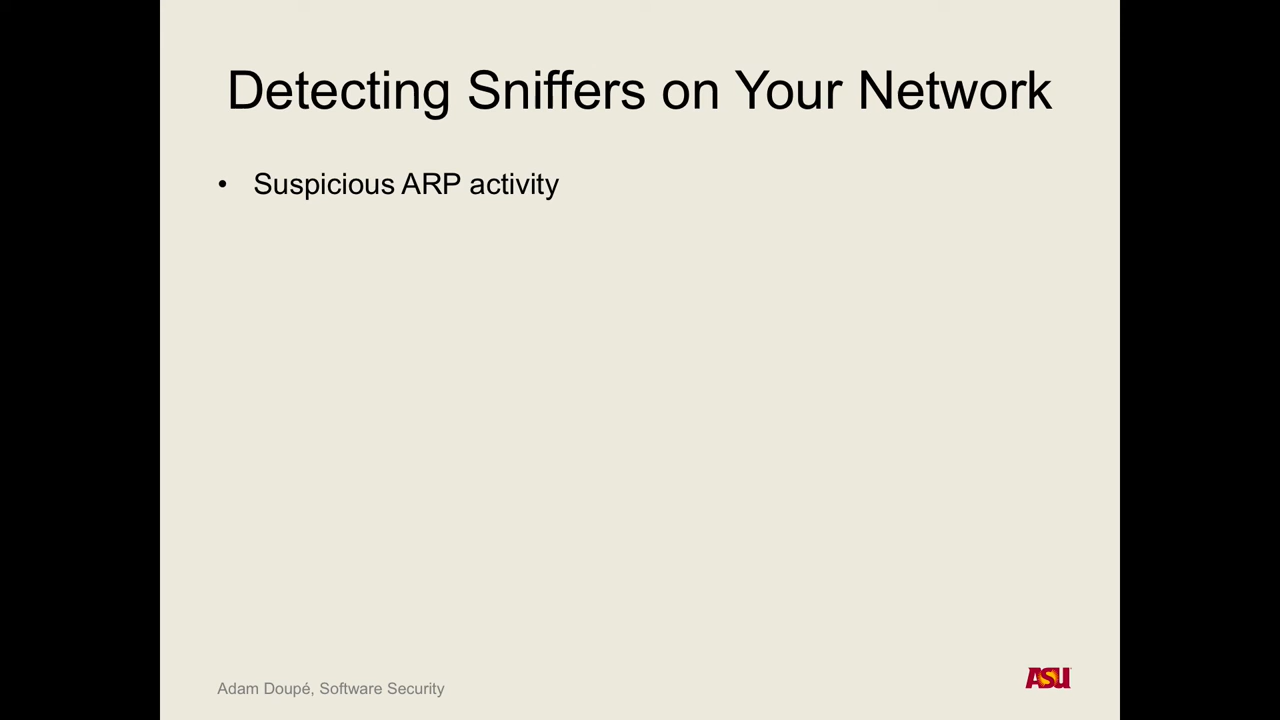 Detecting Sniffers on Your Network
• Suspicious ARP activity
Adam Doupé, Software Security
ASU